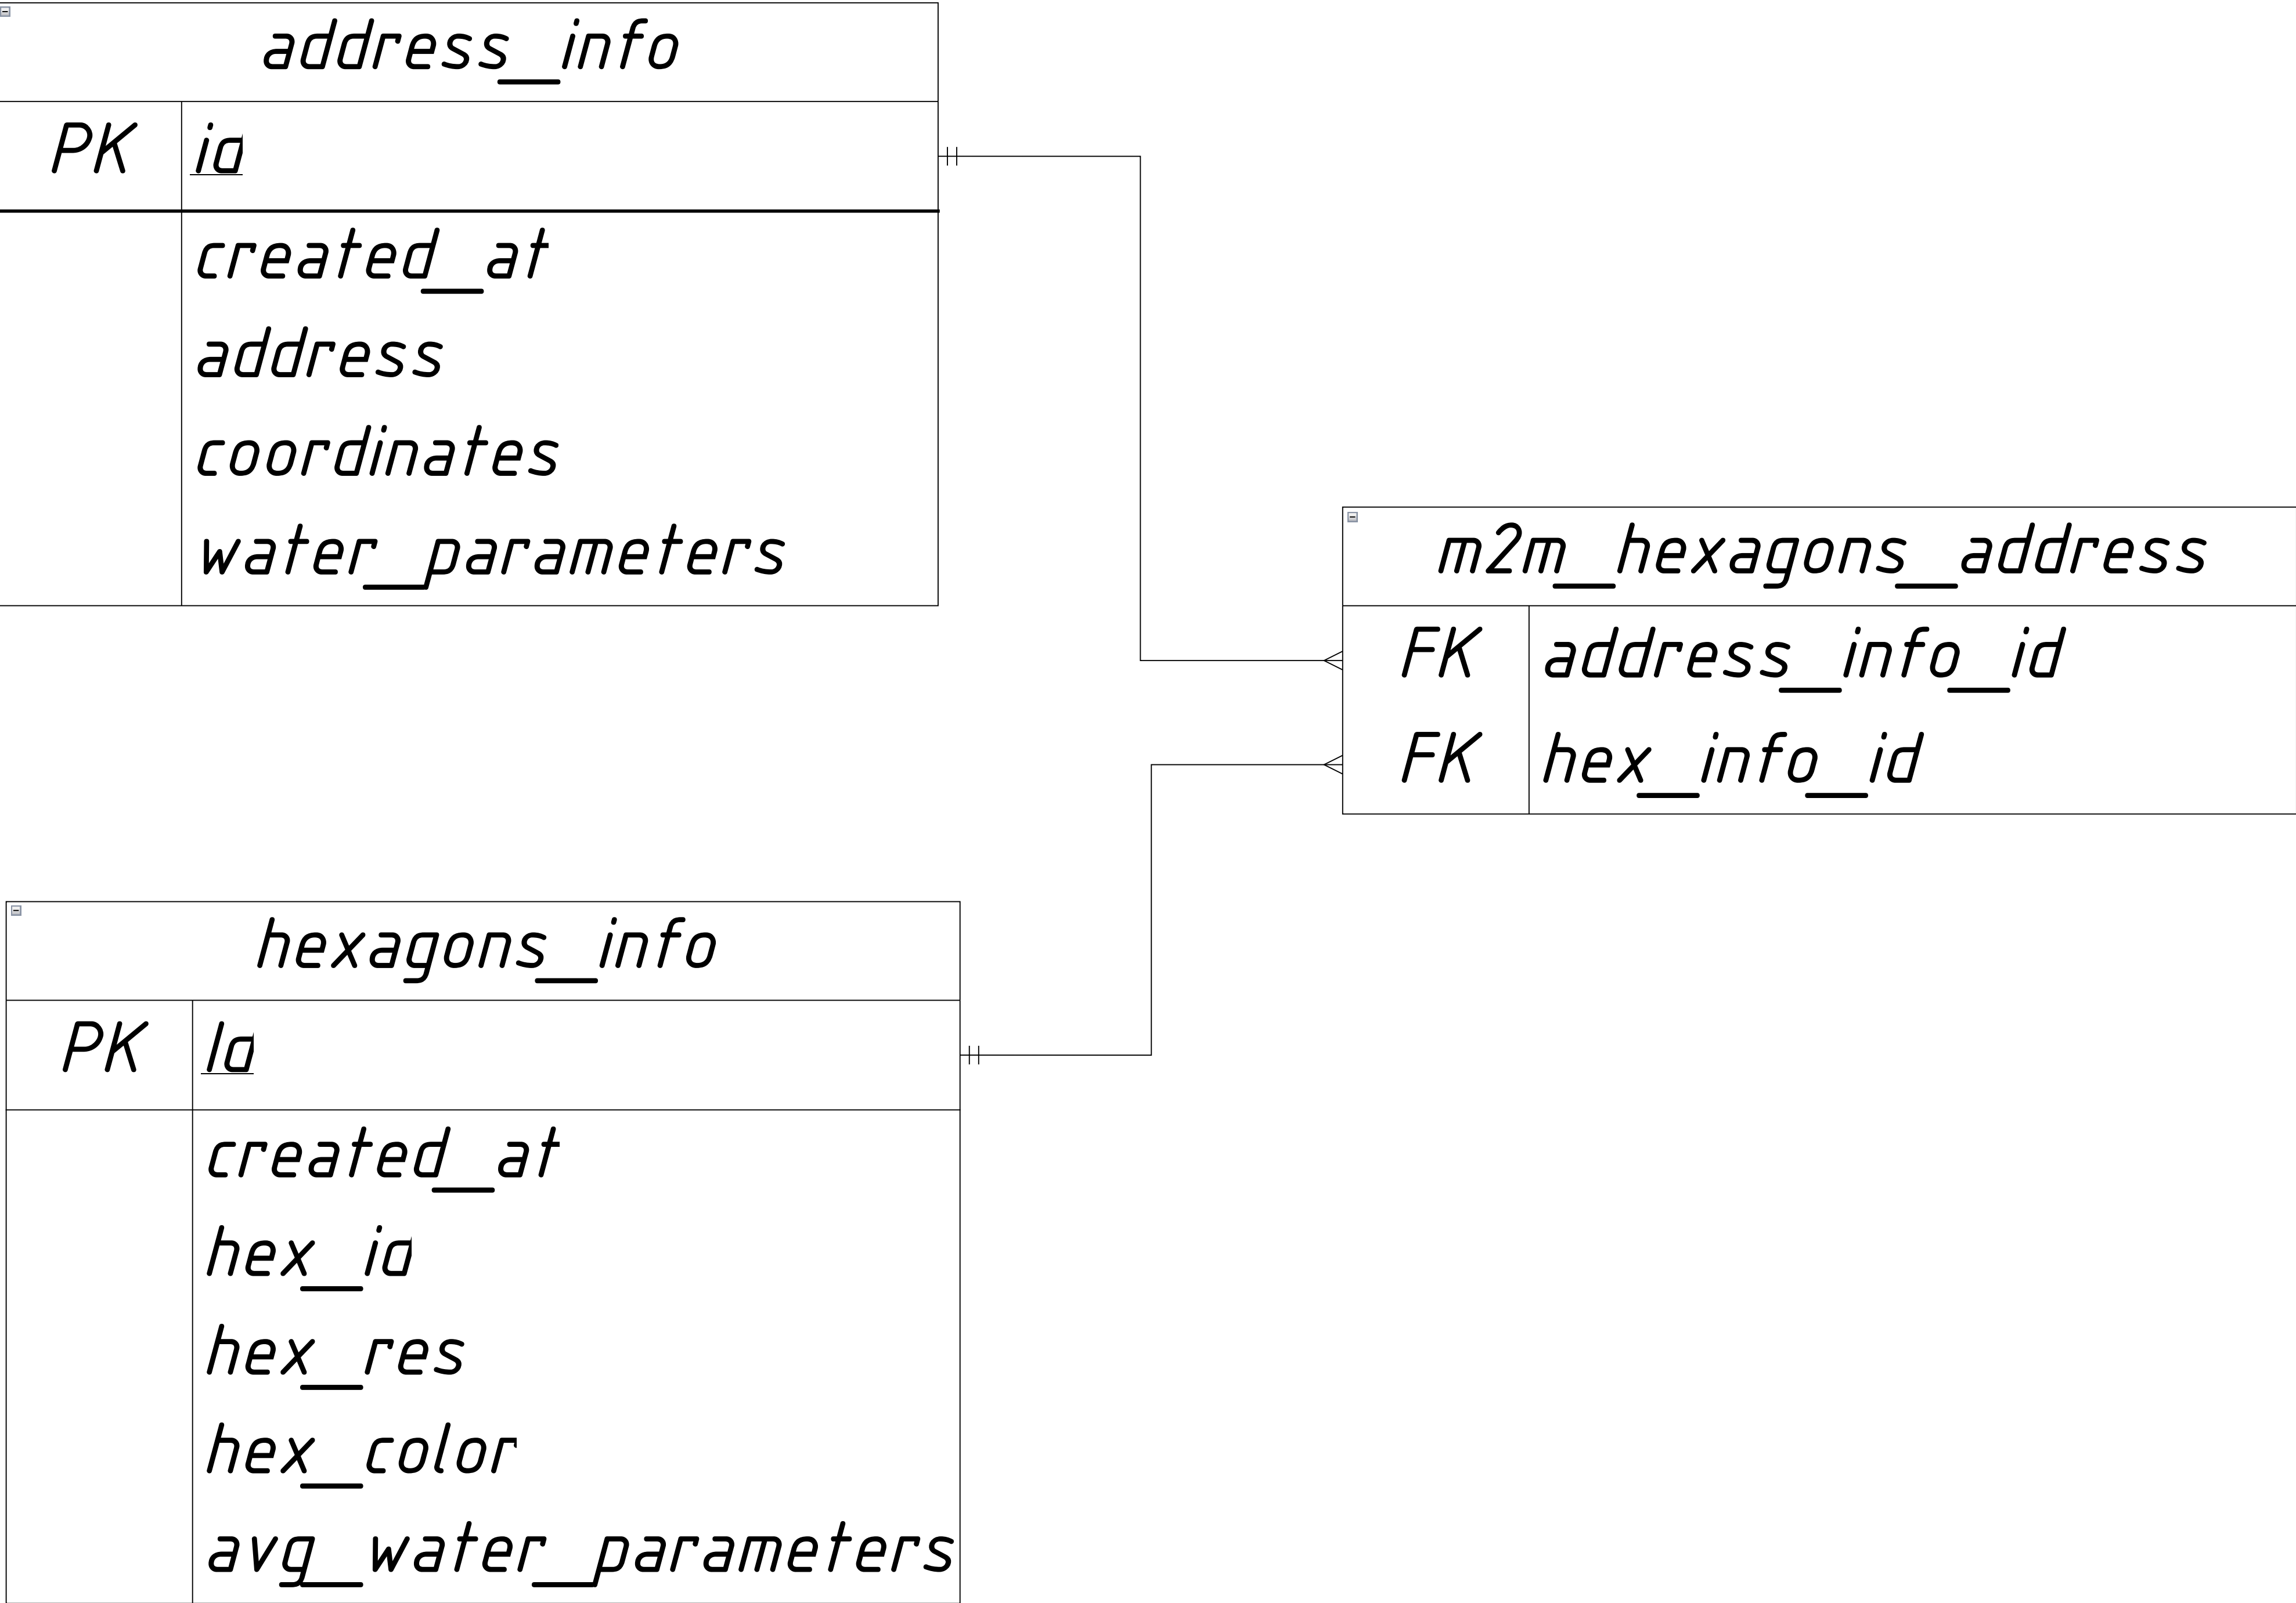 address_info
PK id
created_at
address
coordinates
water_parameters
m2m_hexagons_address
FK address_info_id
FK hex_info_id
hexagons_info
PK Id
created_at
hex_id
hex_res
hex_color
avg_water_parameters